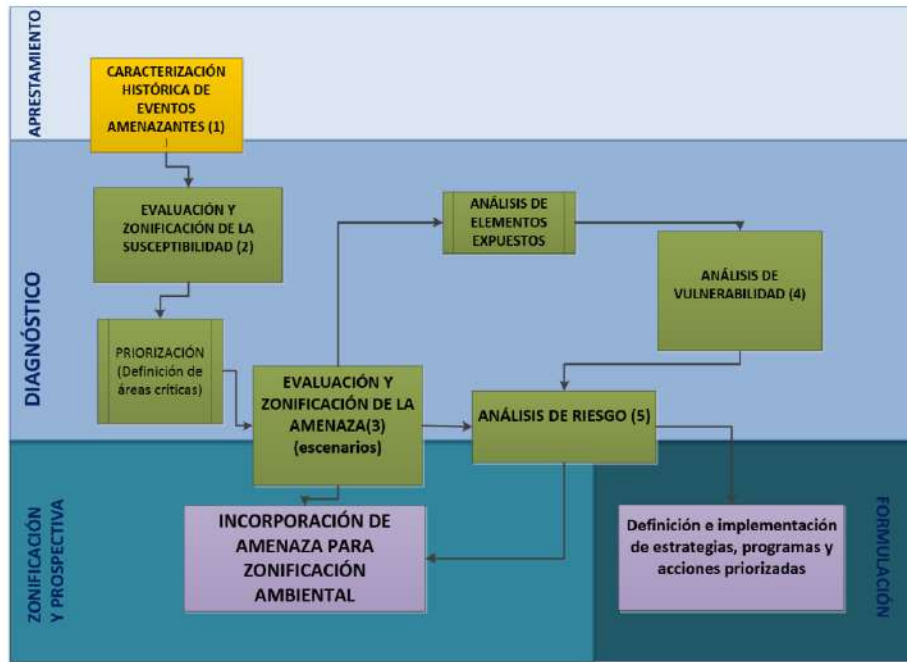 APRESTAMIENTO
CARACTERIZACIÓN
HISTÓRICA DE
EVENTOS
AMENAZANTES (1)
DIAGNÓSTICO
EVALUACIÓN Y
ZONIFICACIÓN DE LA
SUSCEPTIBILIDAD (2)
ANÁLISIS DE
ELEMENTOS
EXPUESTOS
ANÁLISIS DE
VULNERABILIDAD (4)
PRIORIZACIÓN
(Definición de
áreas críticas)
EVALUACIÓN Y
ZONIFICACIÓN DE LA
AMENAZA(3)
(escenarios)
ANÁLISIS DE RIESGO (5)
ZONIFICACIÓN
Y PROSPECTIVA
INCORPORACIÓN DE
AMENAZA PARA
ZONIFICACIÓN
AMBIENTAL
Definición e implementación
de estrategias, programas y
acciones priorizadas
FORMULACIÓN